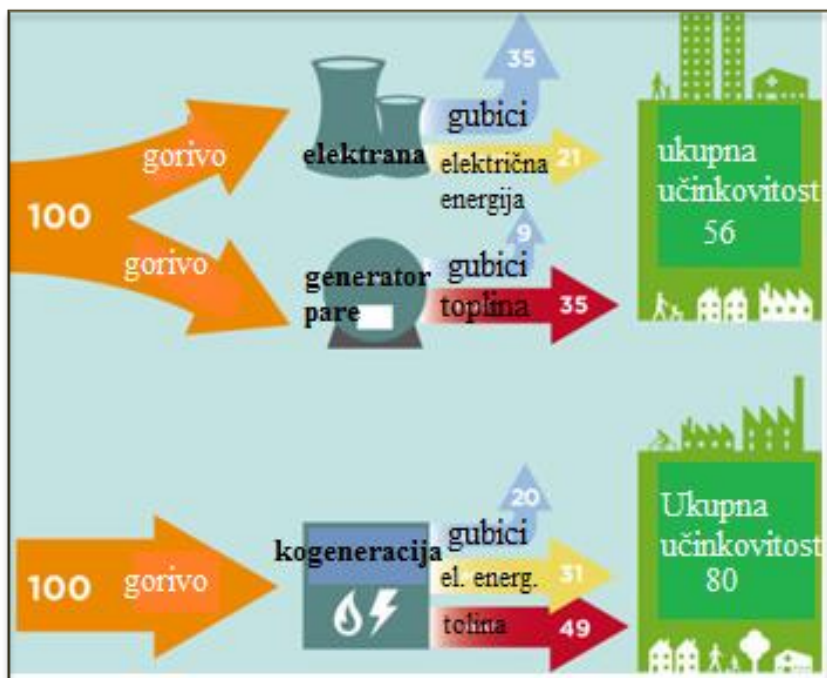 35
gubici
gorivo
elektrana
električna
energija
21
ukupna
učinkovitost
56
100
gorivo
9
gubici
generator
pare
toplina
35
20
gubici
kogeneracija
el. energ.
31
100
gorivo
tolina
49
Ukupna
učinkovitost
80